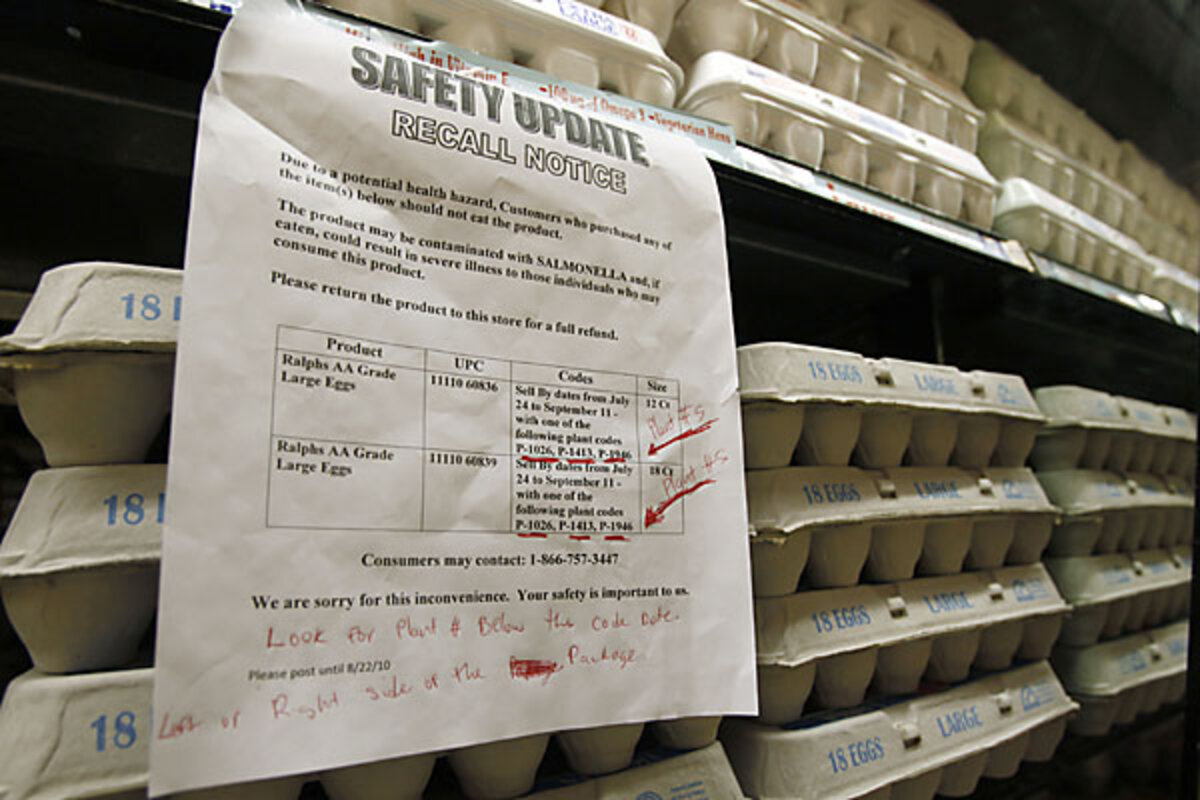 High in Vitamin E
•100mg of Omega 3 •Vegetarian Hens
SAFETY UPDATE
RECALL NOTICE
Due to a potential health hazard, Customers who purchased any of
the item(s) below should not eat the product.
The product may be contaminated with SALMONELLA and, if
eaten, could result in severe illness to those individuals who may
consume this product.
Please return the product to this store for a full refund.
Product UPC Codes Size
Ralphs AA Grade
Large Eggs
11110 60836
Sell By dates from July
24 to September 11 -
with one of the
following plant codes
P-1026, P-1413, P-1946
12 Ct
Plant #'s
Ralphs AA Grade
Large Eggs
11110 60839
Sell By dates from July
24 to September 11 -
with one of the
following plant codes
P-1026, P-1413, P-1946
18 Ct
Plant #'s
Consumers may contact: 1-866-757-3447
We are sorry for this inconvenience. Your safety is important to us.
Look For Plant # Below the code Date.
Please post until 8/22/10
Left or Right side of the Package
18
18
18
18 EGGS LARGE
18 EGGS LARGE
18 EGGS LARGE
18 EGGS LARGE